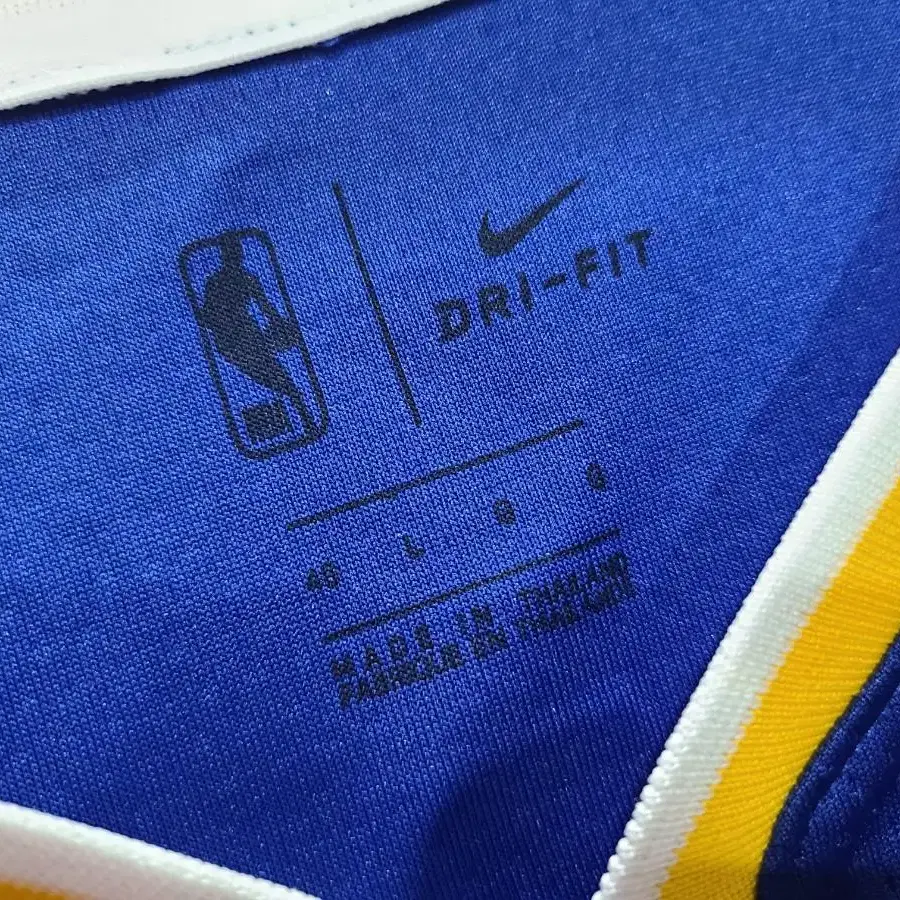 DRI-FIT
48 L G G
MADE IN THAILAND
FABRIQUÉ EN THAÏLANDE